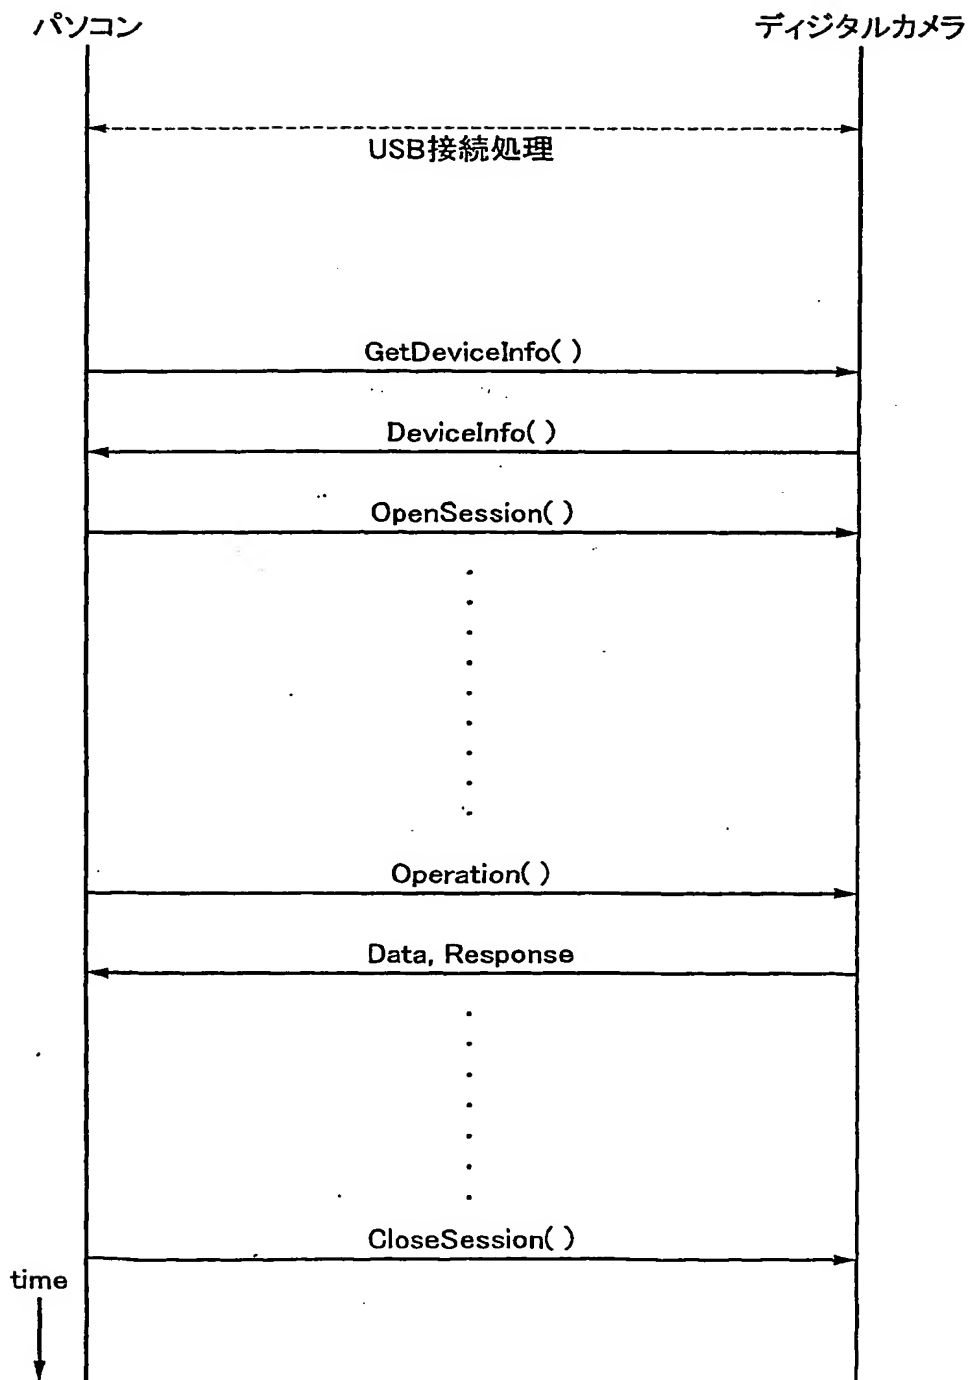 パソコン
ディジタルカメラ
USB接続処理
GetDeviceInfo( )
DeviceInfo( )
OpenSession( )
Operation( )
Data, Response
CloseSession( )
time